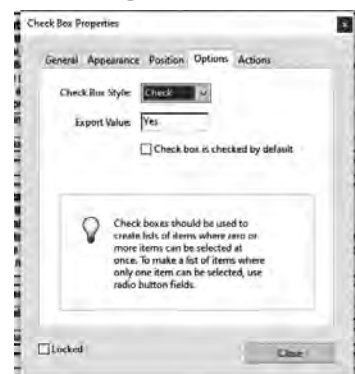 Check Box Properties
General Appearance Position Options Actions
Check Box Style: Check
Export Value: Yes
Check box is checked by default
Check boxes should be used to
create lists of items where zero or
more items can be selected at
once. To make a list of items where
only one item can be selected, use
radio button fields.
Locked
Close